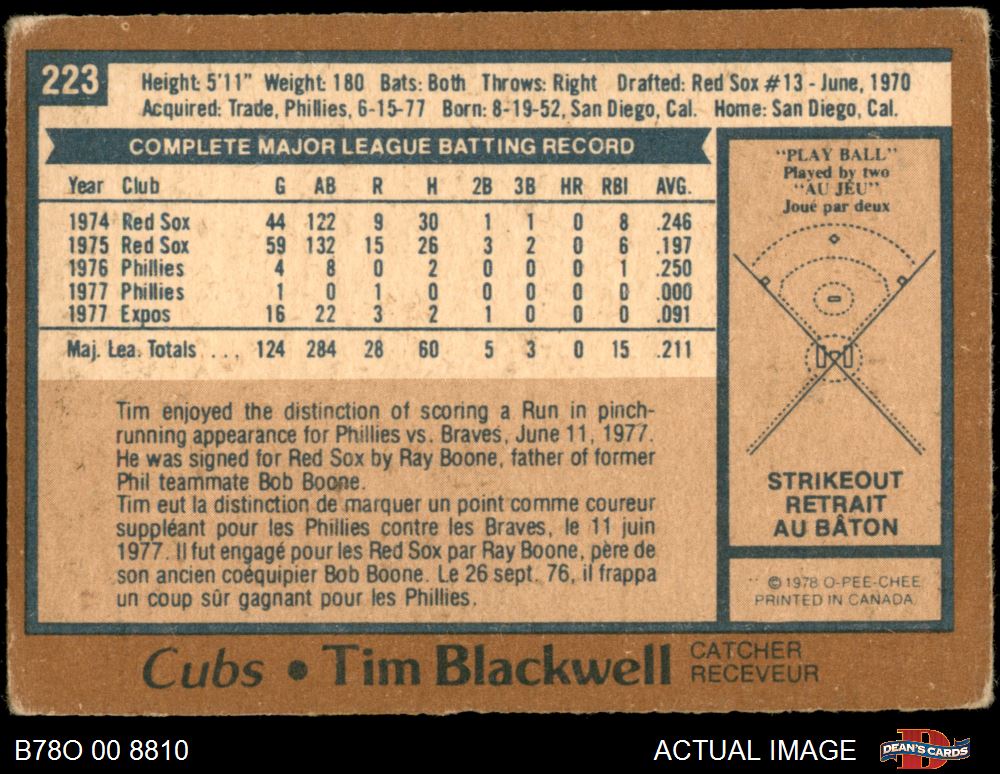 223
Height: 5'11" Weight: 180 Bats: Both Throws: Right Drafted: Red Sox #13 - June, 1970
Acquired: Trade, Phillies, 6-15-77 Born: 8-19-52, San Diego, Cal. Home: San Diego, Cal.
COMPLETE MAJOR LEAGUE BATTING RECORD
Year Club G AB R H 2B 3B HR RBI AVG.
1974 Red Sox 44 122 9 30 1 1 0 8 .246
1975 Red Sox 59 132 15 26 3 2 0 6 .197
1976 Phillies 4 8 0 2 0 0 0 1 .250
1977 Phillies 1 0 1 0 0 0 0 0 .000
1977 Expos 16 22 3 2 1 0 0 0 .091
Maj. Lea. Totals .... 124 284 28 60 5 3 0 15 .211
Tim enjoyed the distinction of scoring a Run in pinch-
running appearance for Phillies vs. Braves, June 11, 1977.
He was signed for Red Sox by Ray Boone, father of former
Phil teammate Bob Boone.
Tim eut la distinction de marquer un point comme coureur
suppléant pour les Phillies contre les Braves, le 11 juin
1977. Il fut engagé pour les Red Sox par Ray Boone, père de
son ancien coéquipier Bob Boone. Le 26 sept. 76, il frappa
un coup sûr gagnant pour les Phillies.
"PLAY BALL"
Played by two
"AU JEU"
Joué par deux
STRIKEOUT
RETRAIT
AU BÂTON
© 1978 O-PEE-CHEE
PRINTED IN CANADA.
Cubs • Tim Blackwell CATCHER
RECEVEUR
B78O 00 8810
ACTUAL IMAGE
DEAN'S CARDS